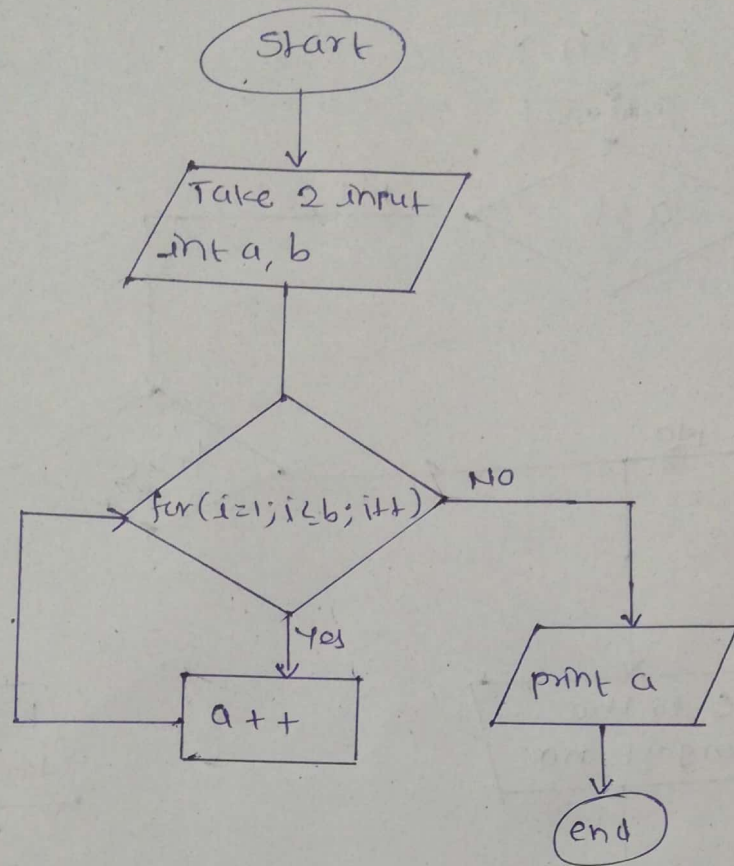 Start
Take 2 input
int a, b
for(i=1; i≤b; i++)
NO
Yes
a++
print a
end